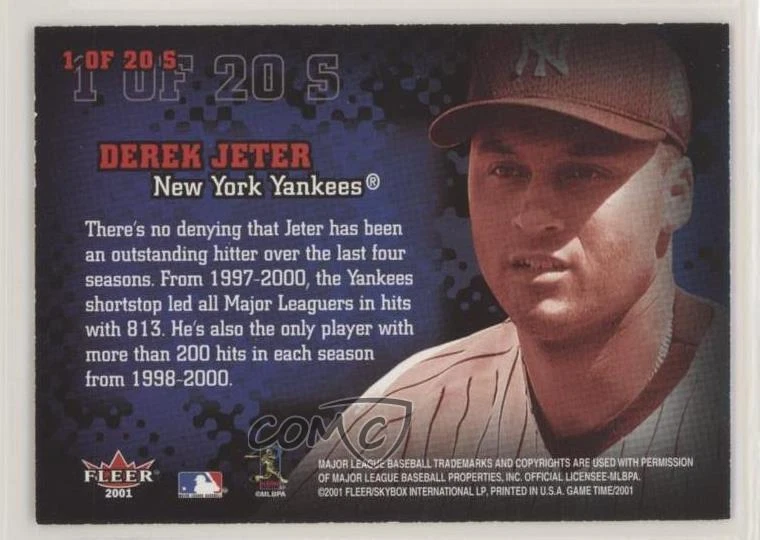 1 OF 20 S
1 OF 20 S
NY
DEREK JETER
New York Yankees®
There's no denying that Jeter has been
an outstanding hitter over the last four
seasons. From 1997-2000, the Yankees
shortstop led all Major Leaguers in hits
with 813. He's also the only player with
more than 200 hits in each season
from 1998-2000.
COMC
FLEER
2001
©MLBPA
MAJOR LEAGUE BASEBALL TRADEMARKS AND COPYRIGHTS ARE USED WITH PERMISSION
OF MAJOR LEAGUE BASEBALL PROPERTIES, INC. OFFICIAL LICENSEE-MLBPA.
©2001 FLEER/SKYBOX INTERNATIONAL LP, PRINTED IN U.S.A. GAME TIME/2001